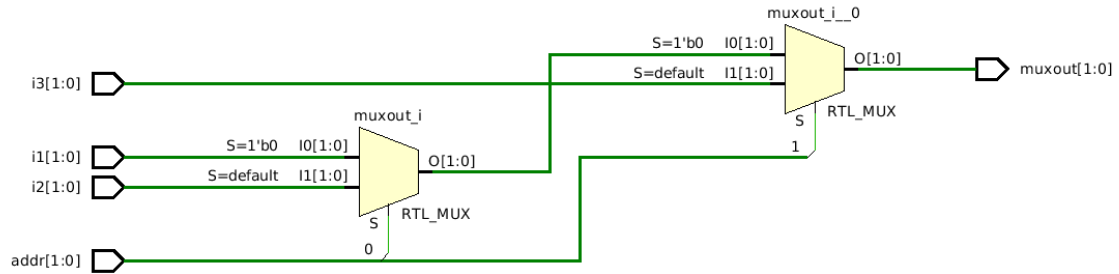 muxout_i__0
S=1'b0 I0[1:0]
O[1:0]
muxout[1:0]
S=default I1[1:0]
i3[1:0]
S
RTL_MUX
muxout_i
1
i1[1:0]
S=1'b0 I0[1:0]
O[1:0]
i2[1:0]
S=default I1[1:0]
S
RTL_MUX
0
addr[1:0]